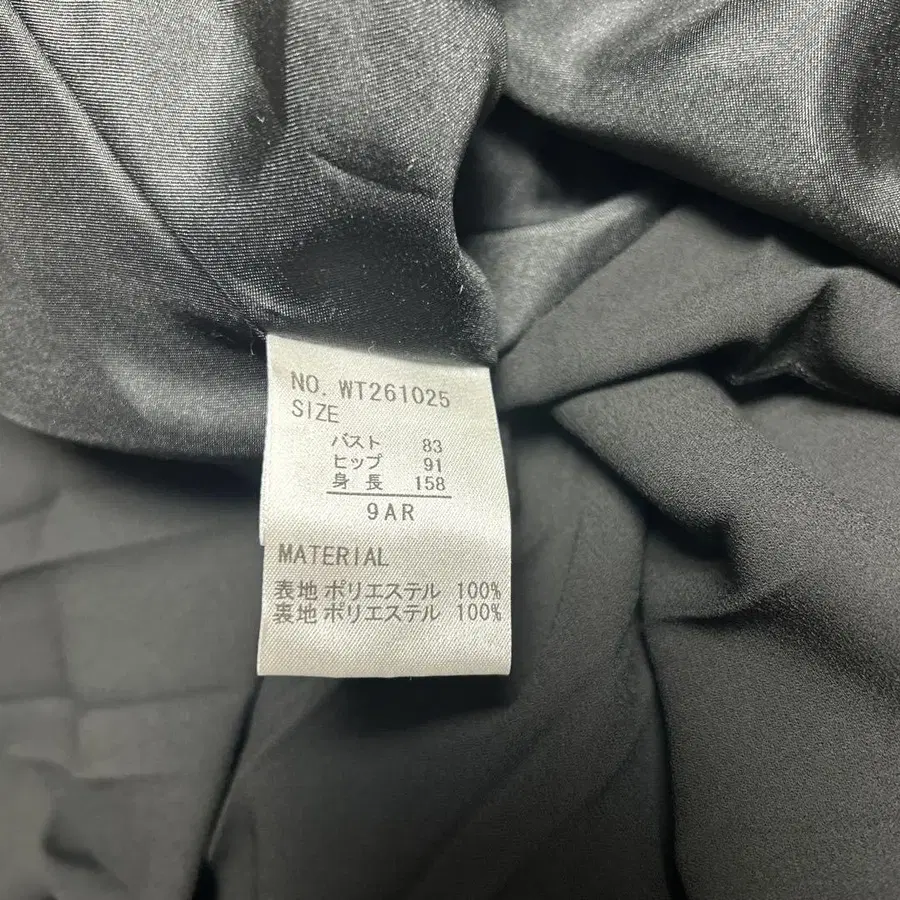 NO. WT261025
SIZE
バスト 83
ヒップ 91
身長 158
9AR
MATERIAL
表地 ポリエステル 100%
裏地 ポリエステル 100%